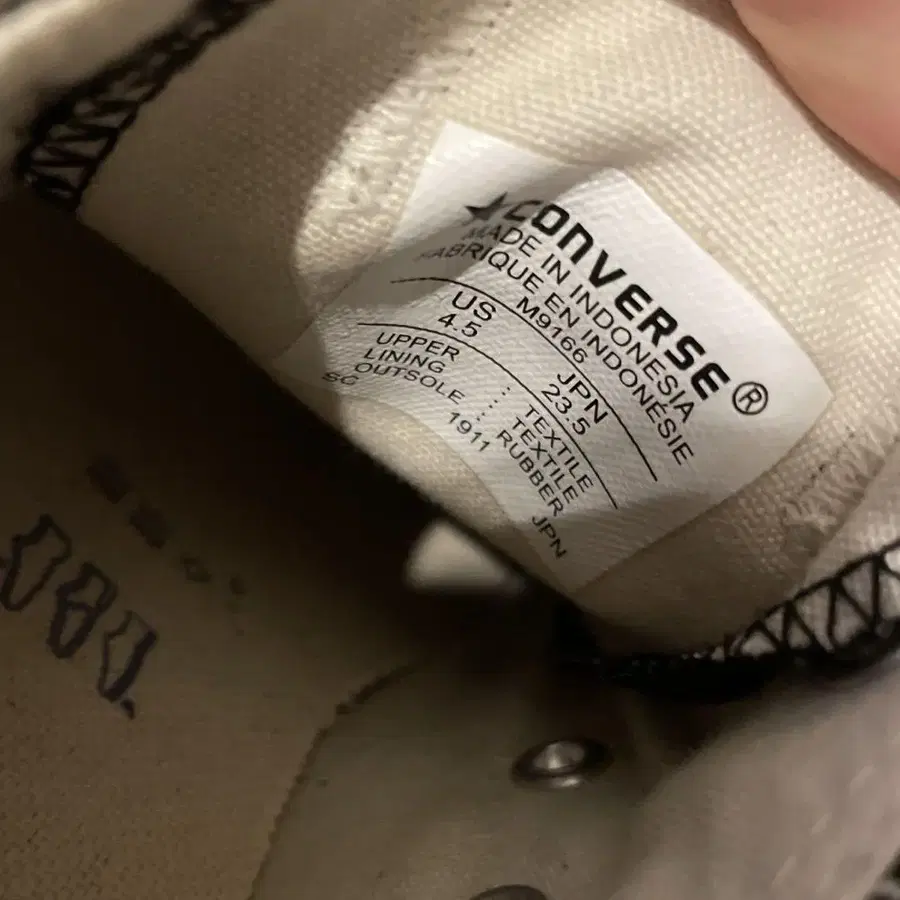 CONVERSE®
MADE IN INDONESIA
FABRIQUE EN INDONÉSIE
M9166
US JPN
4.5 23.5
UPPER : TEXTILE
LINING : TEXTILE
OUTSOLE : RUBBER
SC 1911 JPN